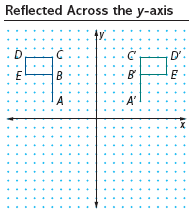 Reflected Across the y-axis
y
D C C′ D′
E B B′ E′
A A′
x